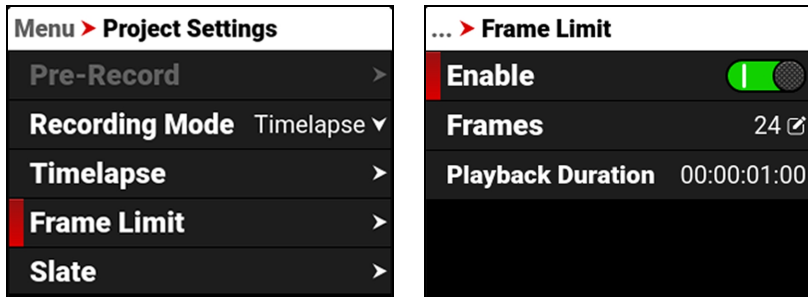 Menu > Project Settings
Pre-Record >
Recording Mode Timelapse
Timelapse >
Frame Limit >
Slate >
... > Frame Limit
Enable
Frames 24
Playback Duration 00:00:01:00